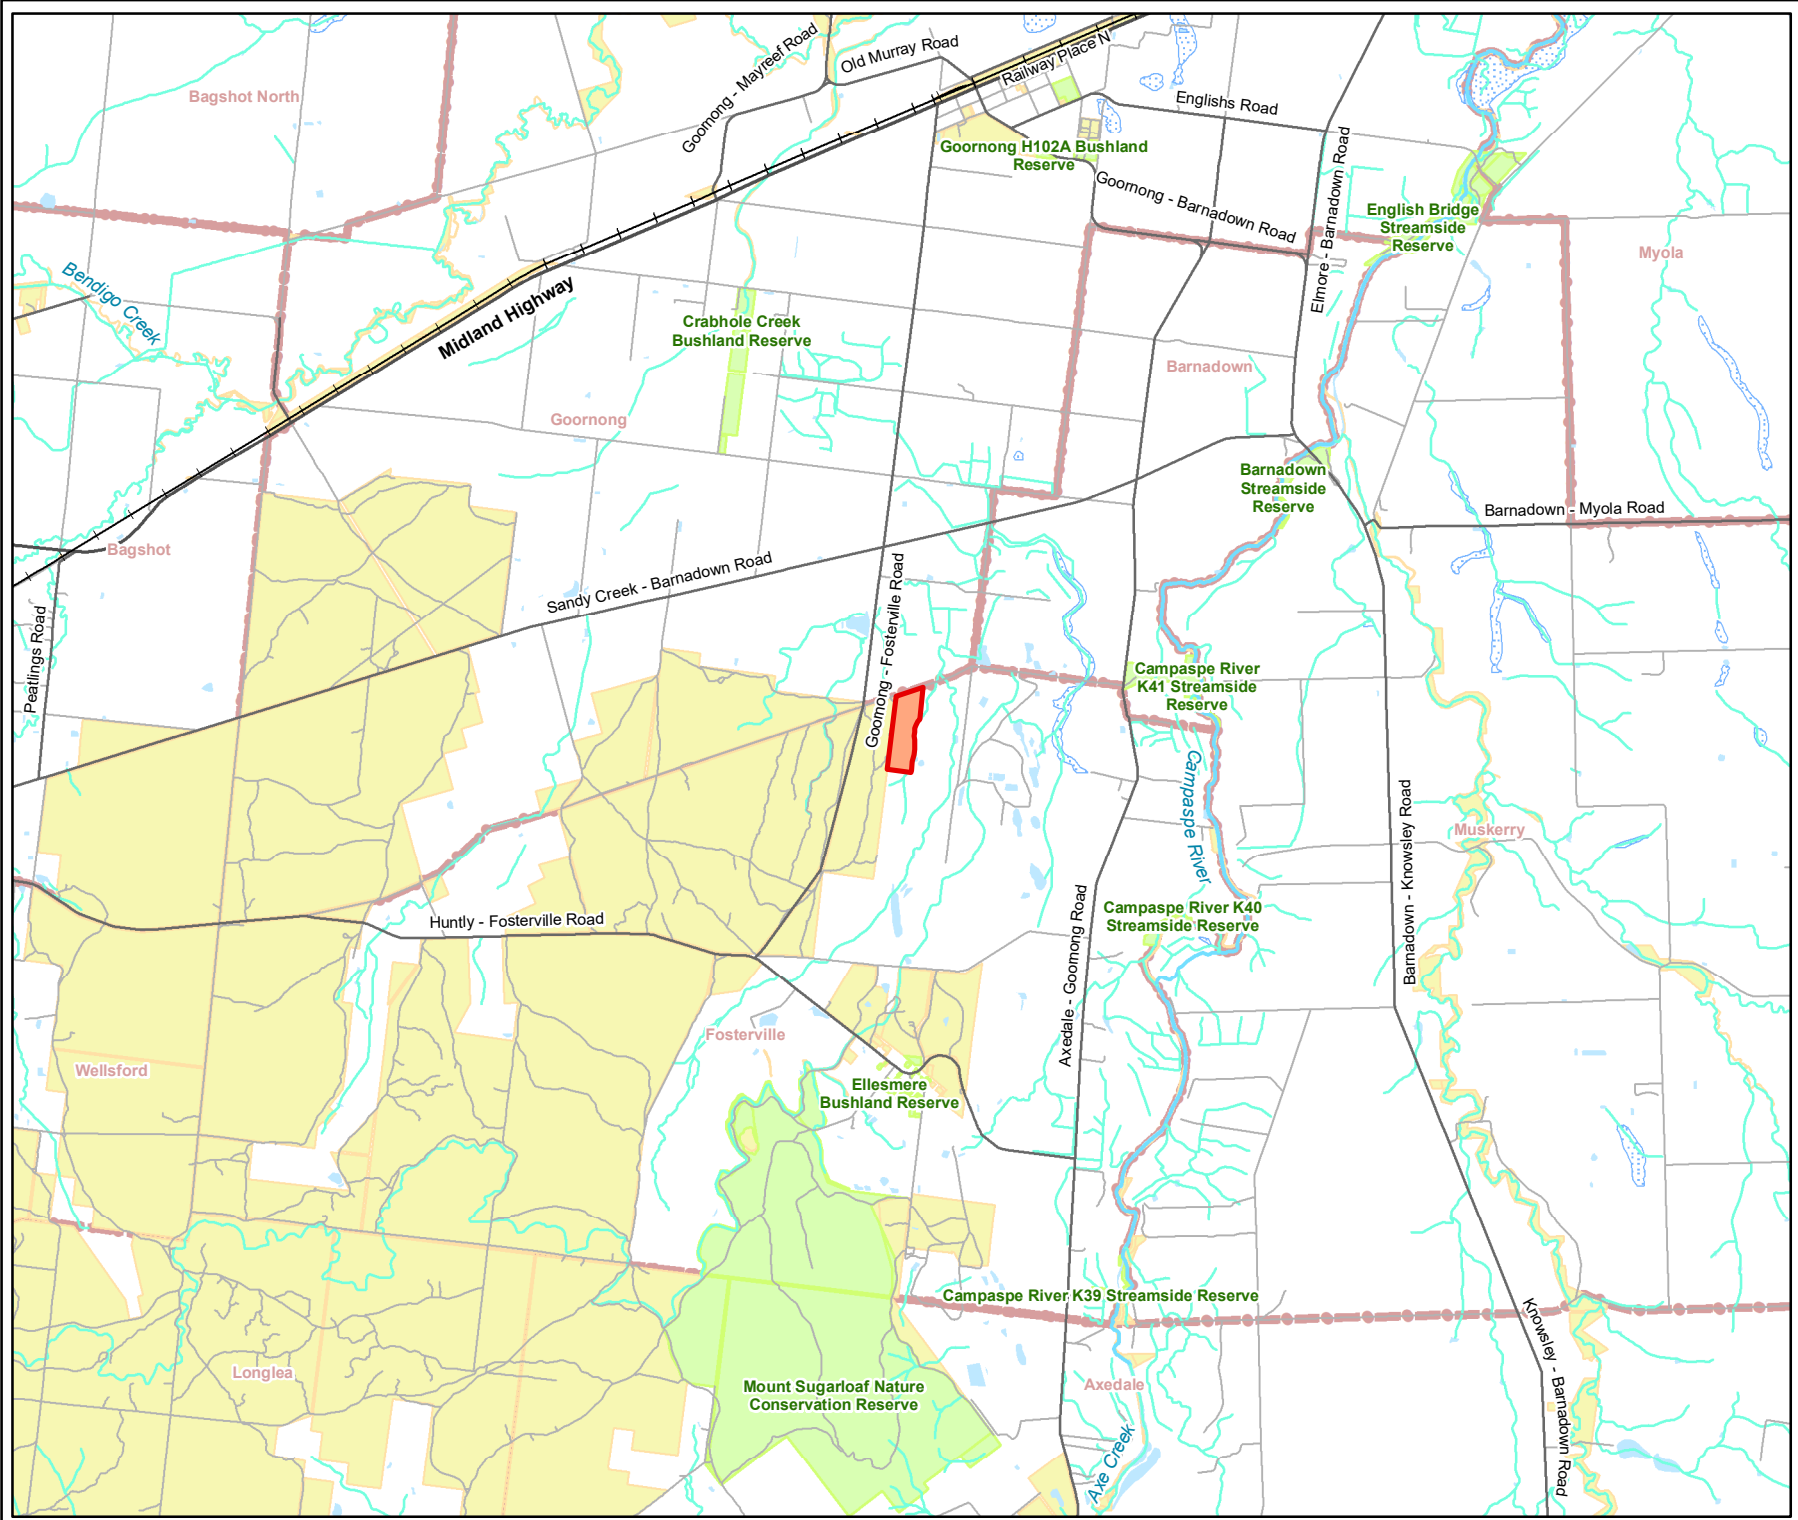 Goornong - Mayreef Road
Old Murray Road
Railway Place N
Bagshot North
Englishs Road
Goornong H102A Bushland
Reserve
Goornong - Barnadown Road
Elmore - Barnadown Road
English Bridge
Streamside
Reserve
Myola
Bendigo Creek
Midland Highway
Crabhole Creek
Bushland Reserve
Barnadown
Goornong
Barnadown
Streamside
Reserve
Barnadown - Myola Road
Bagshot
Sandy Creek - Barnadown Road
Goornong - Fosterville Road
Peatlings Road
Campaspe River
K41 Streamside
Reserve
Campaspe River
Barnadown - Knowsley Road
Muskerry
Huntly - Fosterville Road
Campaspe River K40
Streamside Reserve
Axedale - Goornong Road
Fosterville
Wellsford
Ellesmere
Bushland Reserve
Campaspe River K39 Streamside Reserve
Knowsley - Barnadown Road
Longlea
Mount Sugarloaf Nature
Conservation Reserve
Axedale
Axe Creek